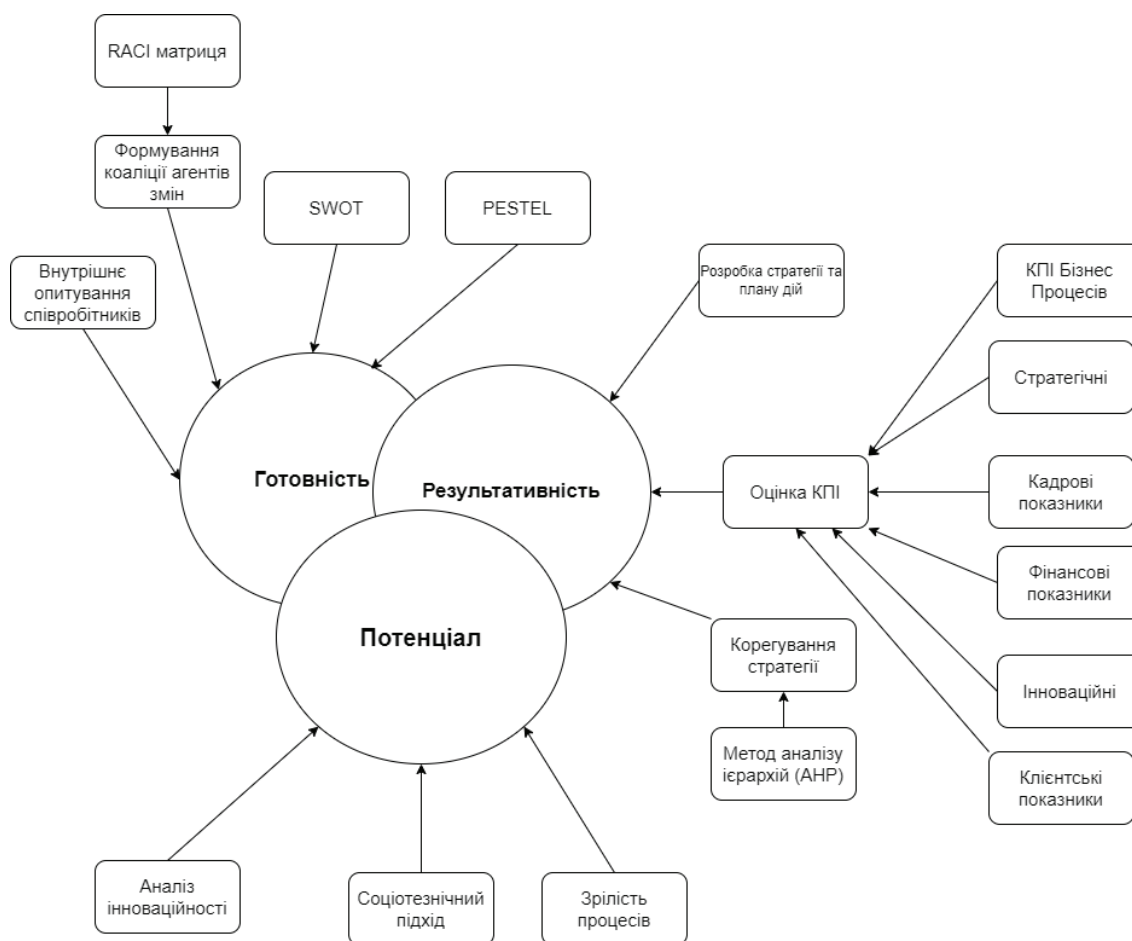 RACI матриця
Формування
коаліції агентів
змін
SWOT
PESTEL
Внутрішнє
опитування
співробітників
Розробка стратегії та
плану дій
КПІ Бізнес
Процесів
Стратегічні
Готовність
Результативність
Оцінка КПІ
Кадрові
показники
Фінансові
показники
Потенціал
Корегування
стратегії
Інноваційні
Метод аналізу
ієрархій (АНР)
Клієнтські
показники
Аналіз
інноваційності
Соціотезнічний
підхід
Зрілість
процесів